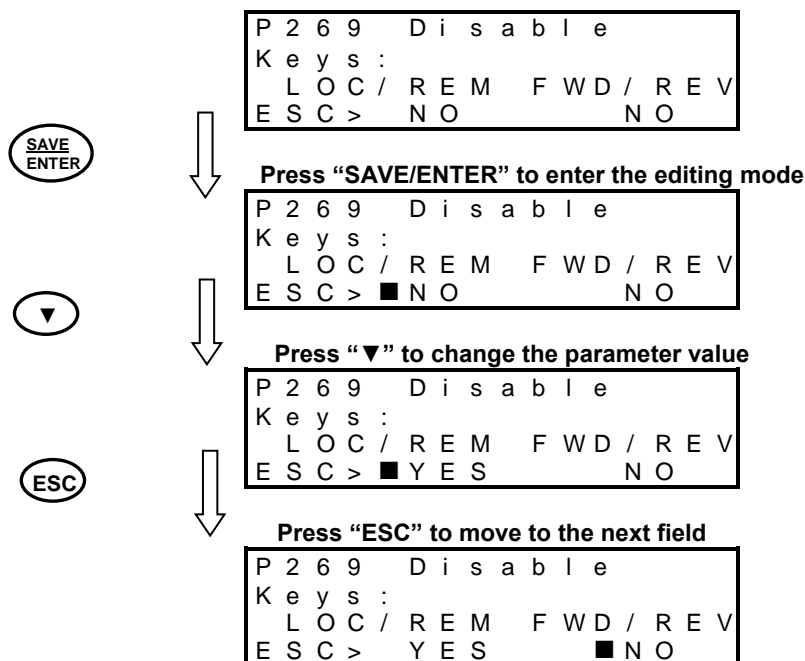 P269 Disable
Keys:
LOC/REM FWD/REV
ESC> NO NO
SAVE
ENTER
Press “SAVE/ENTER” to enter the editing mode
P269 Disable
Keys:
LOC/REM FWD/REV
ESC> ■NO NO
▼
Press “▼” to change the parameter value
P269 Disable
Keys:
LOC/REM FWD/REV
ESC> ■YES NO
ESC
Press “ESC” to move to the next field
P269 Disable
Keys:
LOC/REM FWD/REV
ESC> YES ■NO